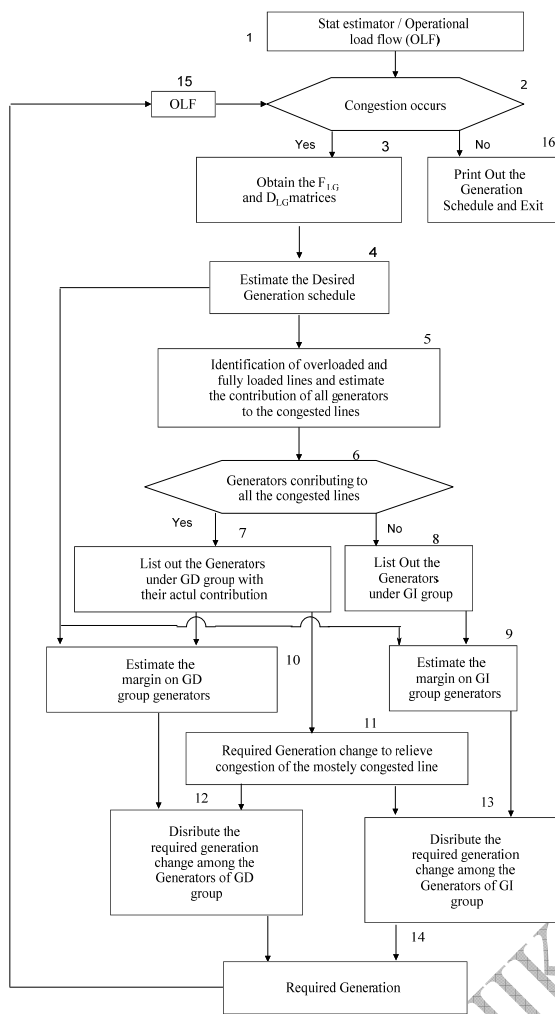 1
Stat estimator / Operational
load flow (OLF)
15
OLF
2
Congestion occurs
Yes
3
No
16
Obtain the F_LG
and D_LG matrices
Print Out the
Generation
Schedule and Exit
4
Estimate the Desired
Generation schedule
5
Identification of overloaded and
fully loaded lines and estimate
the contribution of all generators
to the congested lines
6
Generators conributing to
all the congested lines
Yes
7
No
8
List out the Generators
under GD group with
their actul contribution
List Out the
Generators
under GI group
9
Estimate the
margin on GD
group generators
10
Estimate the
margin on GI
group generators
11
Required Generation change to relieve
congestion of the mostely congested line
12
13
Disribute the
required generation
change among the
Generators of GD
group
Disribute the
required generation
change among the
Generators of GI
group
14
Required Generation